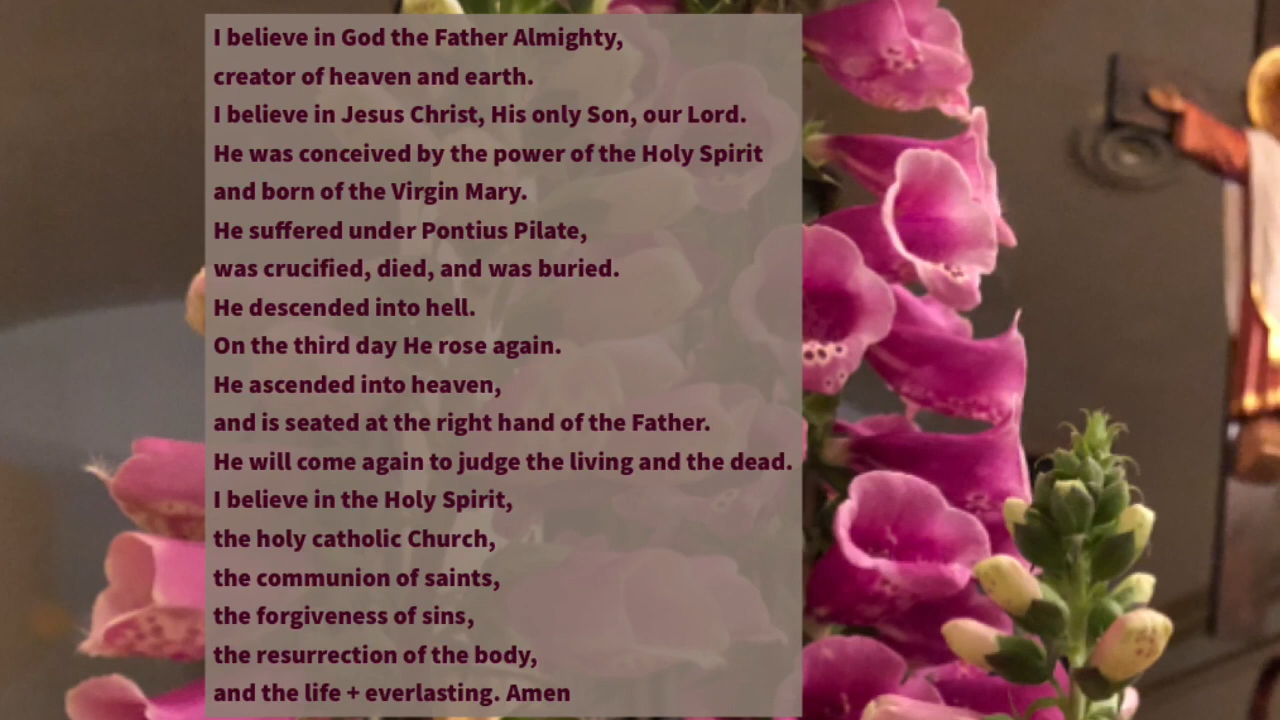 I believe in God the Father Almighty,
creator of heaven and earth.
I believe in Jesus Christ, His only Son, our Lord.
He was conceived by the power of the Holy Spirit
and born of the Virgin Mary.
He suffered under Pontius Pilate,
was crucified, died, and was buried.
He descended into hell.
On the third day He rose again.
He ascended into heaven,
and is seated at the right hand of the Father.
He will come again to judge the living and the dead.
I believe in the Holy Spirit,
the holy catholic Church,
the communion of saints,
the forgiveness of sins,
the resurrection of the body,
and the life + everlasting. Amen